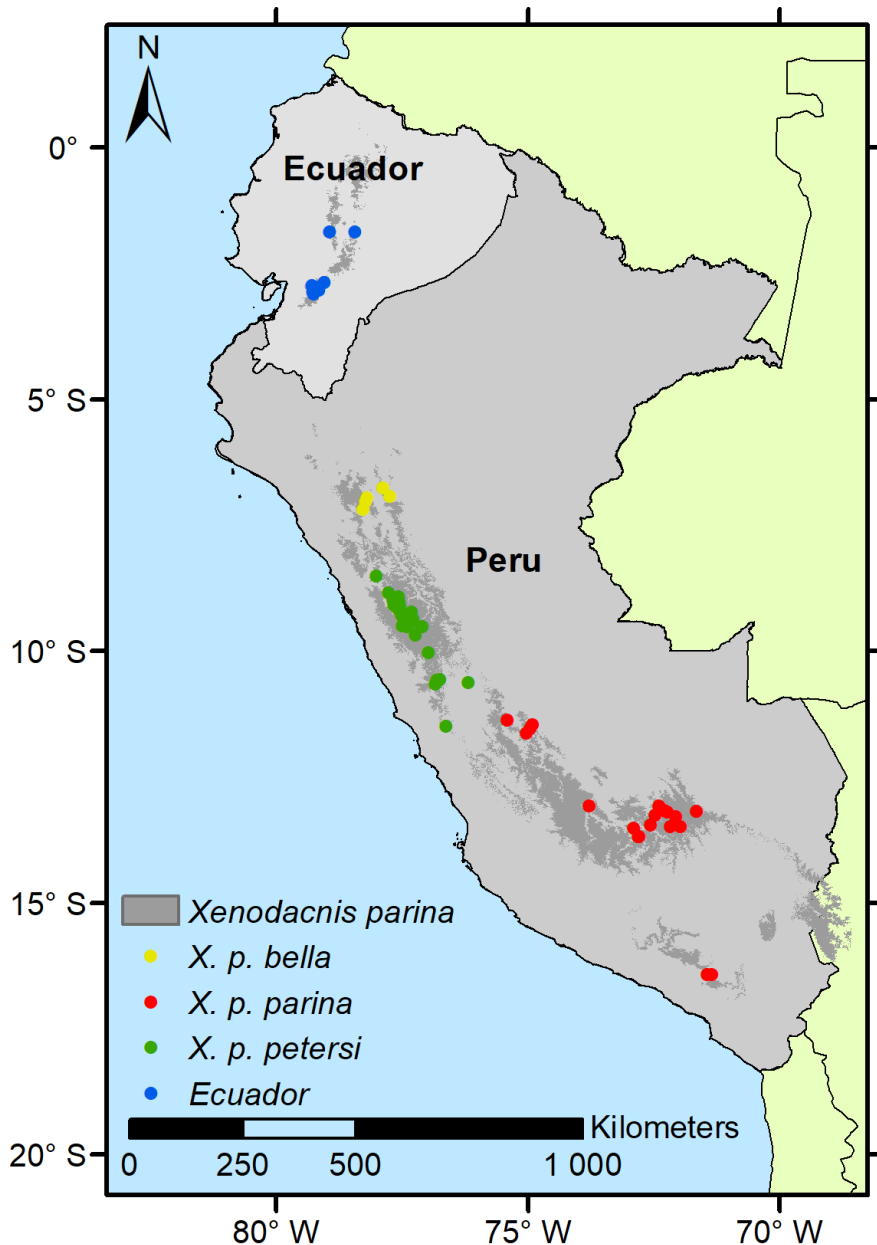 N
0°
Ecuador
5° S
Peru
10° S
15° S
Xenodacnis parina
X. p. bella
X. p. parina
X. p. petersi
Ecuador
Kilometers
0 250 500 1 000
20° S
80° W 75° W 70° W